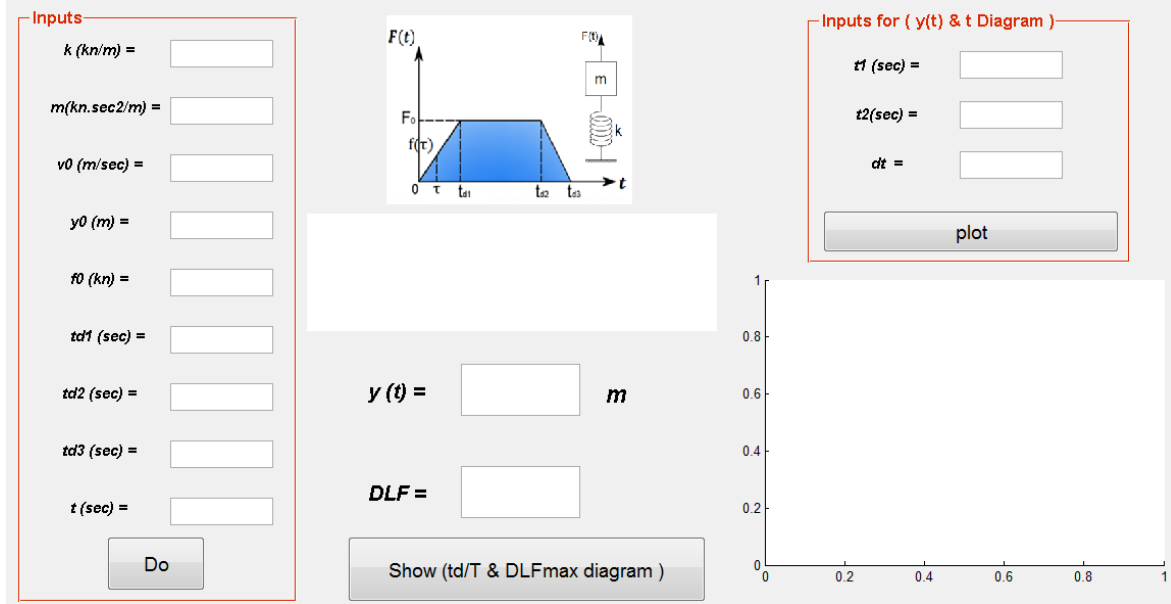 Inputs
k (kn/m) =
m(kn.sec2/m) =
v0 (m/sec) =
y0 (m) =
f0 (kn) =
td1 (sec) =
td2 (sec) =
td3 (sec) =
t (sec) =
Do
F(t)
F₀
f(τ)
0 τ td1 td2 td3 t
F(t)
m
k
y (t) = m
DLF =
Show (td/T & DLFmax diagram )
Inputs for ( y(t) & t Diagram )
t1 (sec) =
t2(sec) =
dt =
plot
1
0.8
0.6
0.4
0.2
0
0 0.2 0.4 0.6 0.8 1